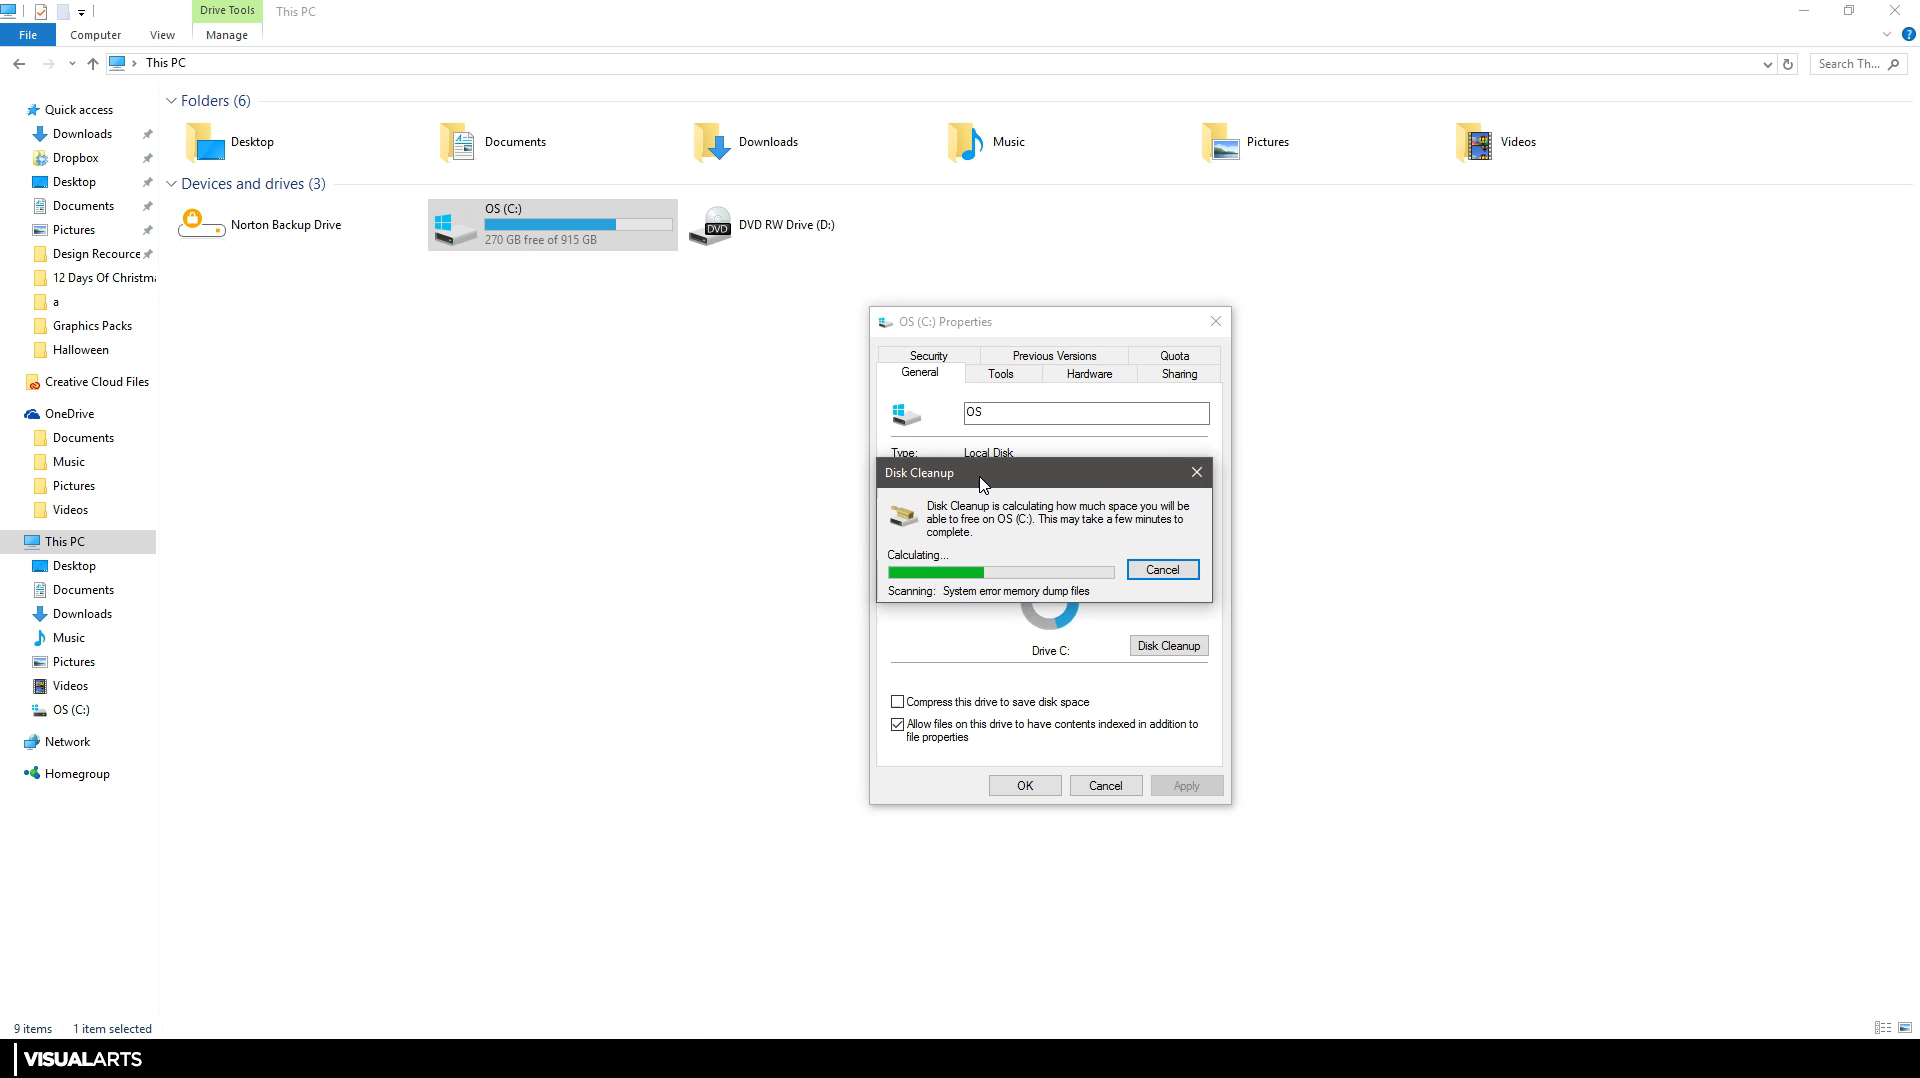 Drive Tools
This PC
File
Computer
View
Manage
This PC
Search Th...
Quick access
Downloads
Dropbox
Desktop
Documents
Pictures
Design Recource
12 Days Of Christma
a
Graphics Packs
Halloween
Creative Cloud Files
OneDrive
Documents
Music
Pictures
Videos
This PC
Desktop
Documents
Downloads
Music
Pictures
Videos
OS (C:)
Network
Homegroup
Folders (6)
Desktop
Documents
Downloads
Music
Pictures
Videos
Devices and drives (3)
Norton Backup Drive
OS (C:)
270 GB free of 915 GB
DVD
DVD RW Drive (D:)
OS (C:) Properties
Security
Previous Versions
Quota
General
Tools
Hardware
Sharing
OS
Type:
Local Disk
Disk Cleanup
Disk Cleanup is calculating how much space you will be
able to free on OS (C:). This may take a few minutes to
complete.
Calculating...
Cancel
Scanning: System error memory dump files
Drive C:
Disk Cleanup
Compress this drive to save disk space
Allow files on this drive to have contents indexed in addition to
file properties
OK
Cancel
Apply
9 items
1 item selected
VISUALARTS